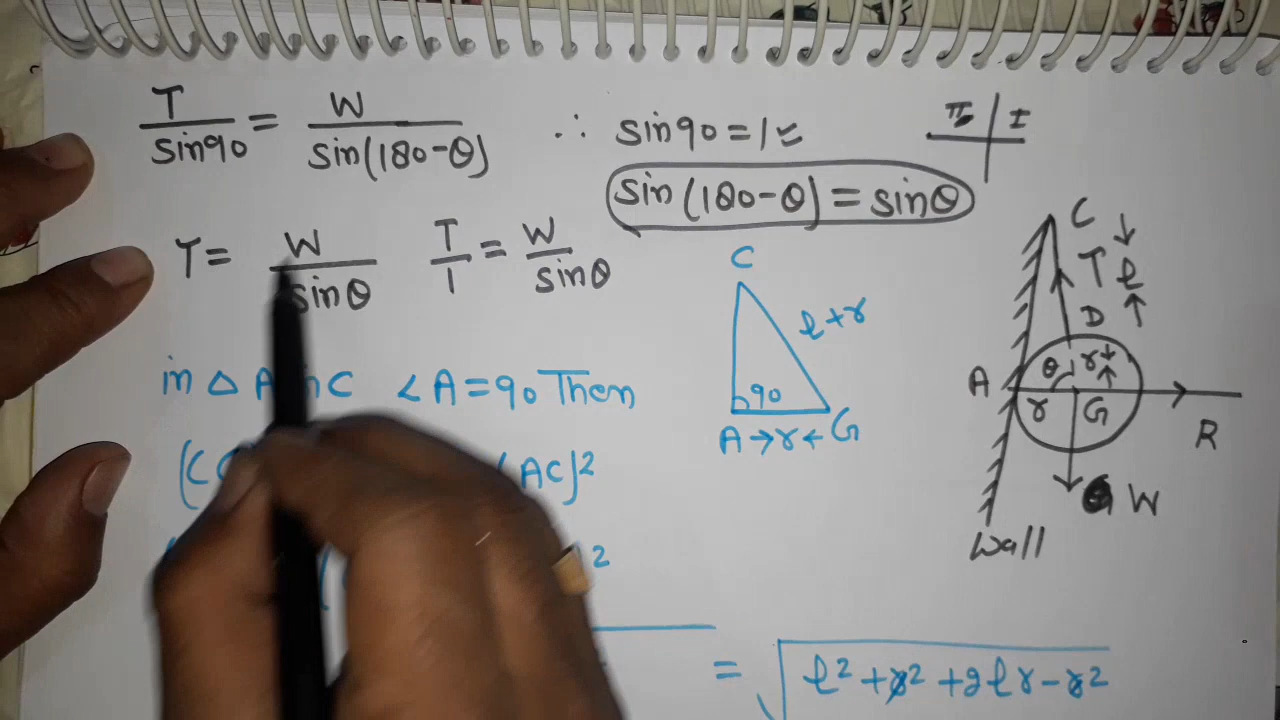 T/sin90 = W/sin(180-θ) ∴ sin90=1
II I
sin(180-θ)=sinθ
T= W/sinθ T/1 = W/sinθ
C
l+r
90
A→r← G
C
T l
D
θ r
A r G
R
W
Wall
in △ A C ∠A=90 Then
(C AC)²
( ²
= √l²+r²+2lr-r²